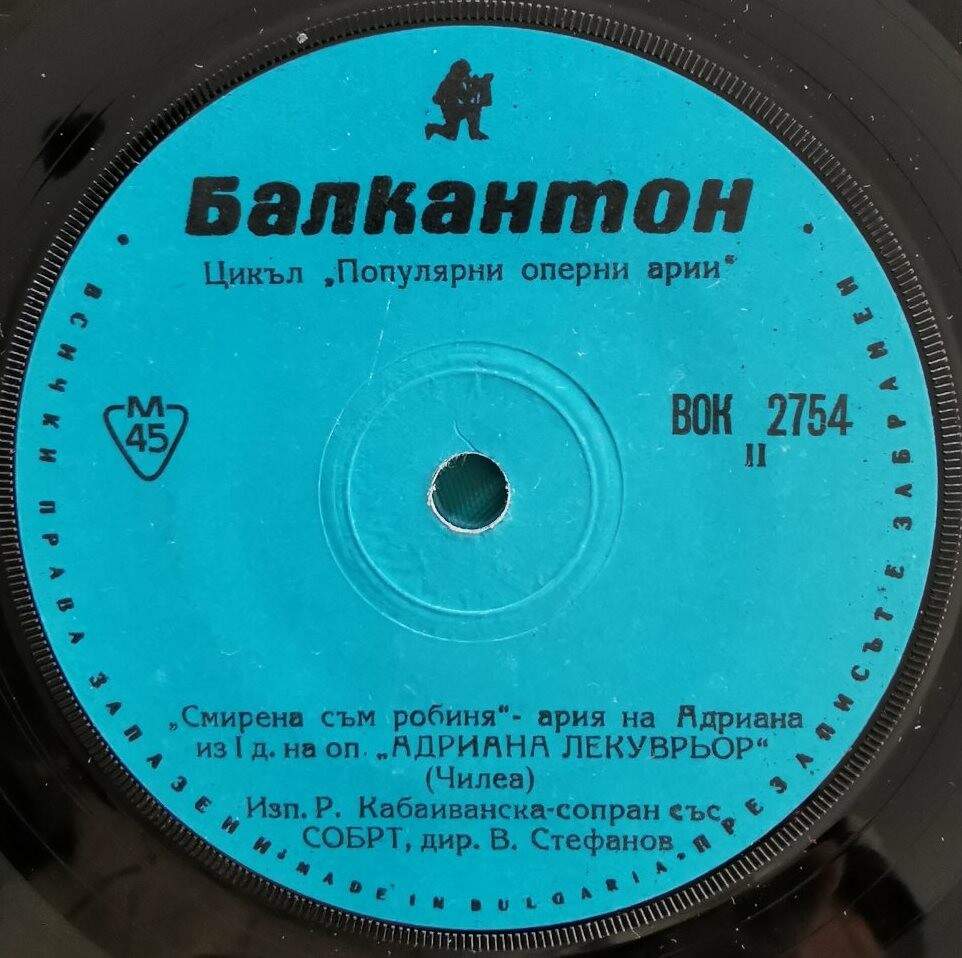 Балкантон
Цикъл „Популярни оперни арии“
М
45
ВОК 2754
II
„Смирена съм робиня“- ария на Адриана
из I д. на оп. „АДРИАНА ЛЕКУВРЬОР“
(Чилеа)
Изп. Р. Кабаиванска-сопран със
СОБРТ, дир. В. Стефанов
• ВСИЧКИ ПРАВА ЗАПАЗЕНИ • MADE IN BULGARIA • ПРЕЗАПИСЪТ Е ЗАБРАНЕН •